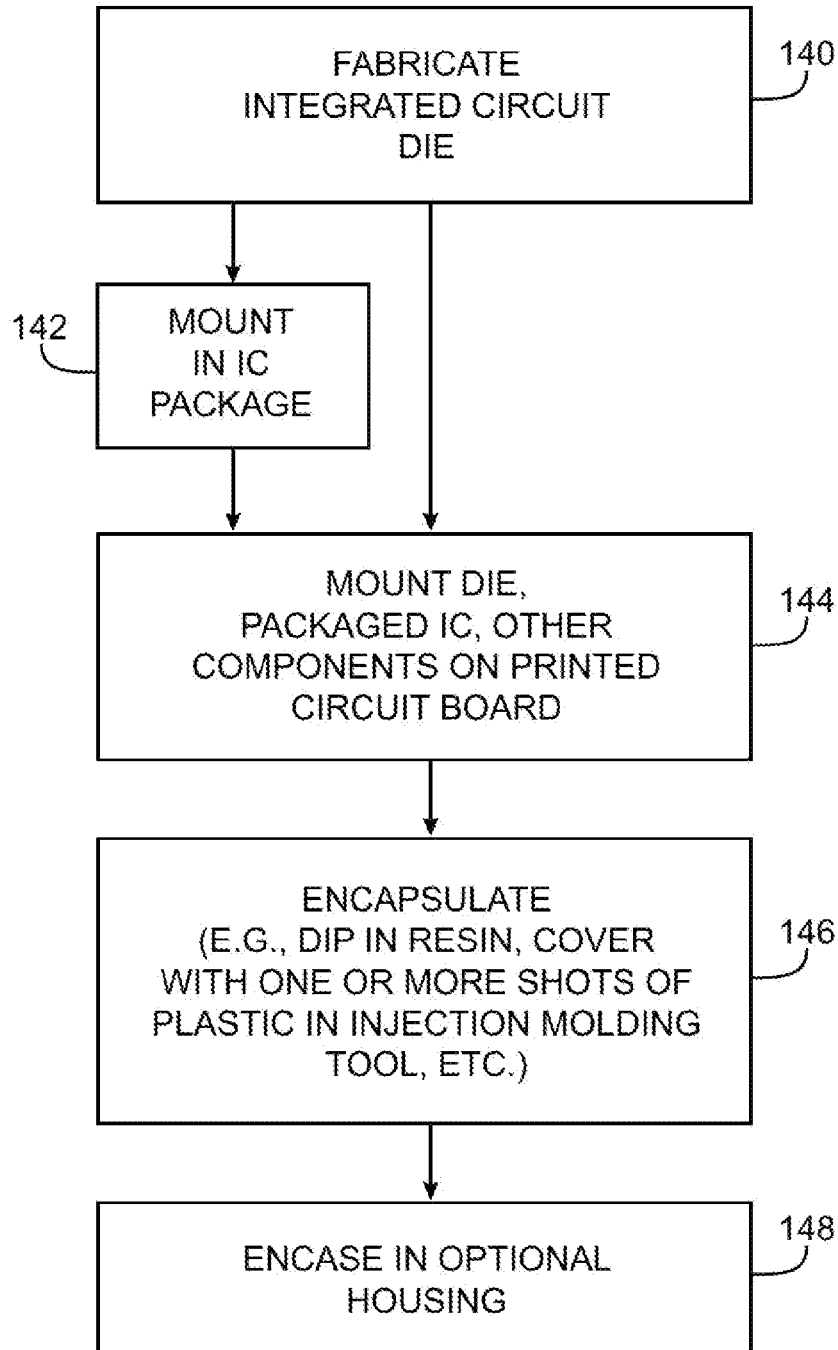 FABRICATE
INTEGRATED CIRCUIT
DIE
140
142
MOUNT
IN IC
PACKAGE
MOUNT DIE,
PACKAGED IC, OTHER
COMPONENTS ON PRINTED
CIRCUIT BOARD
144
ENCAPSULATE
(E.G., DIP IN RESIN, COVER
WITH ONE OR MORE SHOTS OF
PLASTIC IN INJECTION MOLDING
TOOL, ETC.)
146
ENCASE IN OPTIONAL
HOUSING
148